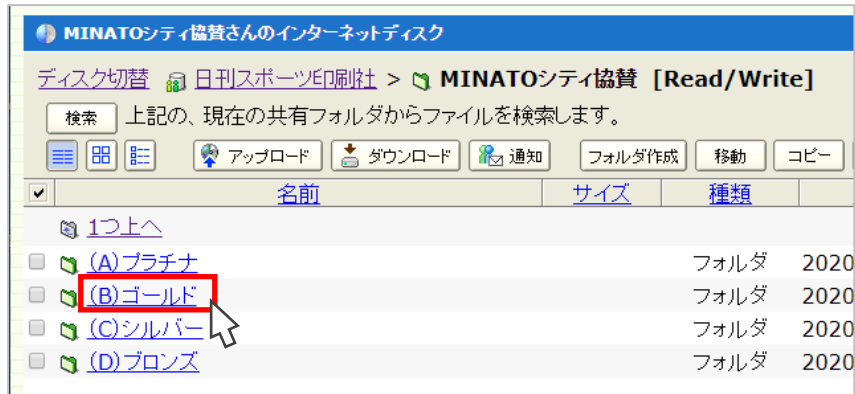 MINATOシティ協賛さんのインターネットディスク
ディスク切替 日刊スポーツ印刷社 > MINATOシティ協賛 [Read/Write]
検索 上記の、現在の共有フォルダからファイルを検索します。
アップロード ダウンロード 通知 フォルダ作成 移動 コピー
名前 サイズ 種類
1つ上へ
(A)プラチナ フォルダ 2020
(B)ゴールド フォルダ 2020
(C)シルバー フォルダ 2020
(D)ブロンズ フォルダ 2020